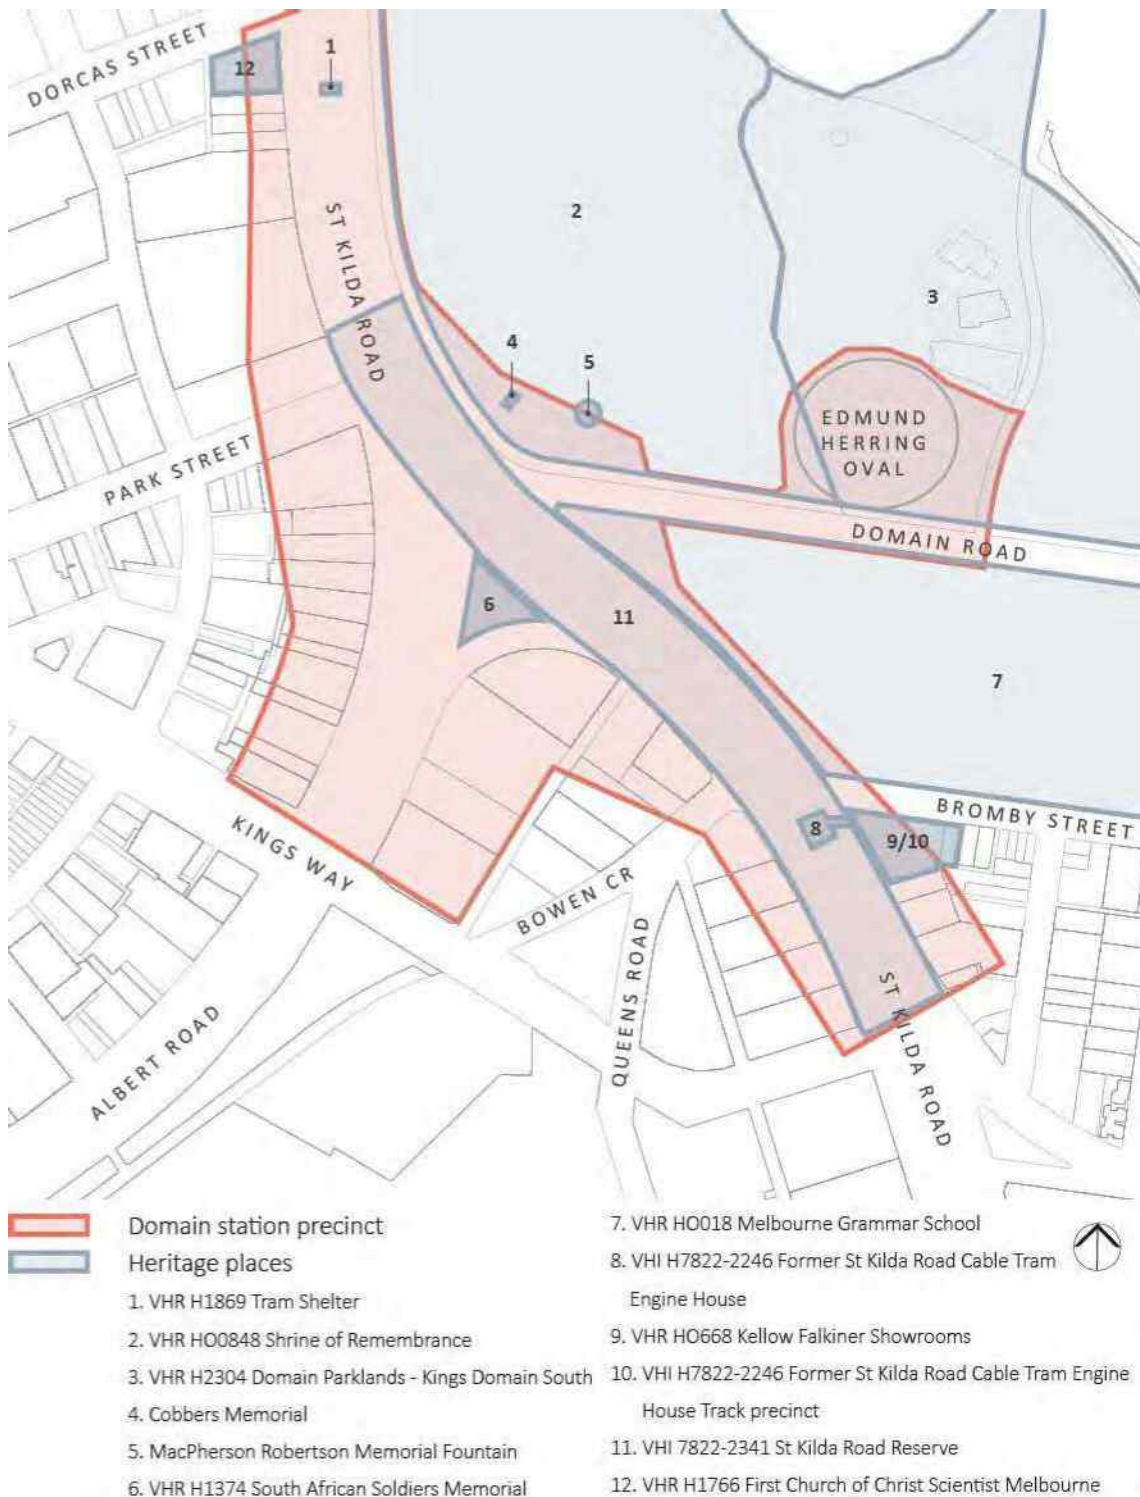 DORCAS STREET
1
12
ST KILDA ROAD
2
3
4
5
EDMUND
HERRING
OVAL
PARK STREET
DOMAIN ROAD
6
11
7
KINGS WAY
8
9/10
BROMBY STREET
BOWEN CR
QUEENS ROAD
ALBERT ROAD
ST KILDA ROAD
Domain station precinct
Heritage places
1. VHR H1869 Tram Shelter
2. VHR HO0848 Shrine of Remembrance
3. VHR H2304 Domain Parklands - Kings Domain South
4. Cobbers Memorial
5. MacPherson Robertson Memorial Fountain
6. VHR H1374 South African Soldiers Memorial
7. VHR HO018 Melbourne Grammar School
8. VHI H7822-2246 Former St Kilda Road Cable Tram
Engine House
9. VHR HO668 Kellow Falkiner Showrooms
10. VHI H7822-2246 Former St Kilda Road Cable Tram Engine
House Track precinct
11. VHI 7822-2341 St Kilda Road Reserve
12. VHR H1766 First Church of Christ Scientist Melbourne